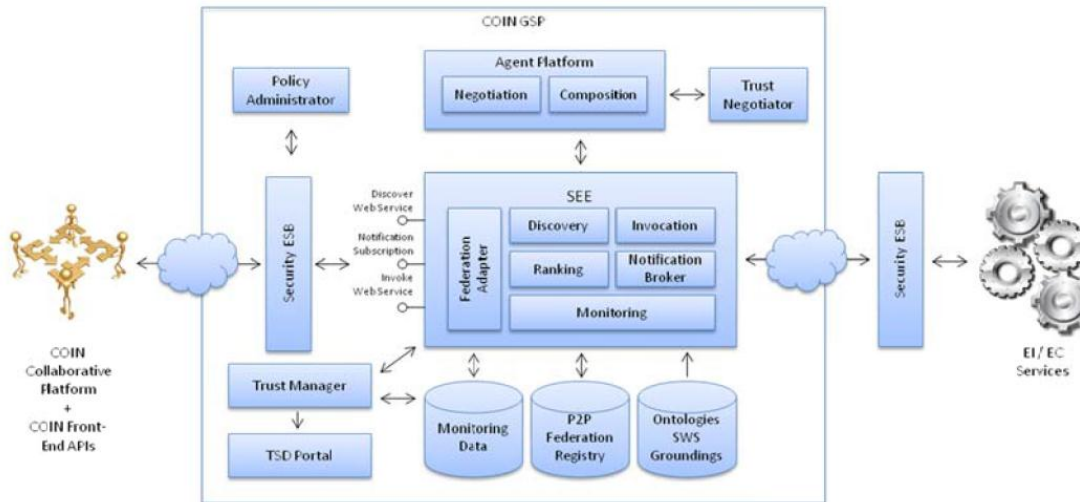 COIN GSP
Policy
Administrator
Agent Platform
Negotiation
Composition
Trust
Negotiator
Security ESB
Discover
Web Service
Notification
Subscription
Invoke
Web Service
SEE
Federation
Adapter
Discovery
Invocation
Ranking
Notification
Broker
Monitoring
Security ESB
COIN
Collaborative
Platform
+
COIN Front-
End APIs
EI / EC
Services
Trust Manager
TSD Portal
Monitoring
Data
P2P
Federation
Registry
Ontologies
SWS
Groundings